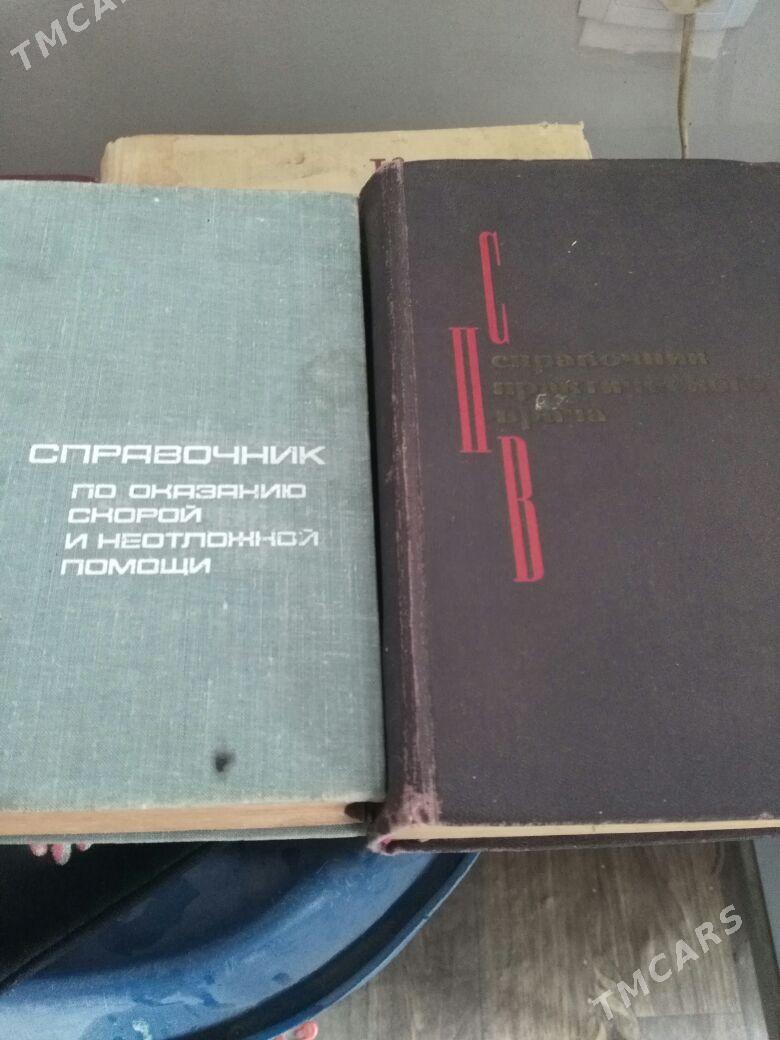 TMCARS
СПРАВОЧНИК
ПО ОКАЗАНИЮ
СКОРОЙ
И НЕОТЛОЖНОЙ
ПОМОЩИ
С
П
В
справочник
практического
врача
TMCARS